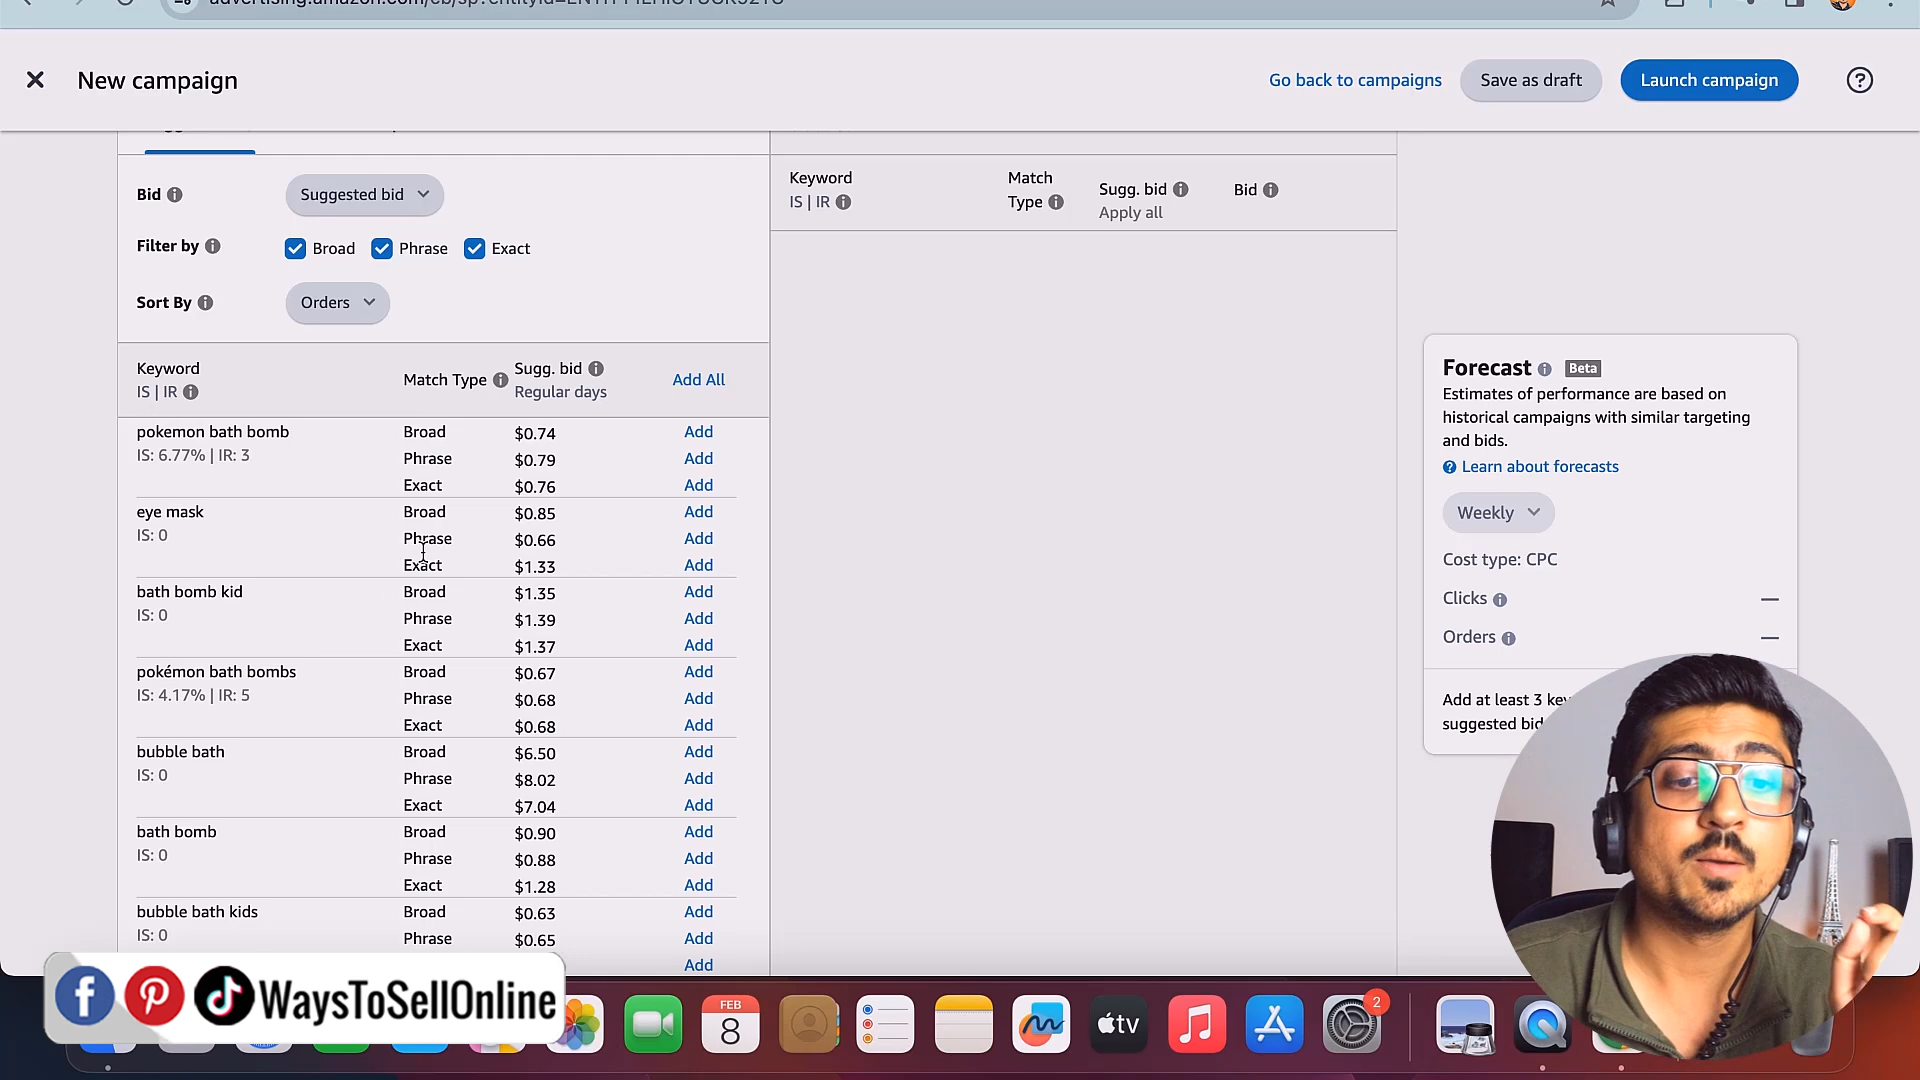 New campaign
Go back to campaigns
Save as draft
Launch campaign
?
Bid
Suggested bid
Filter by
Broad
Phrase
Exact
Sort By
Orders
Keyword
IS | IR
Match Type
Sugg. bid
Regular days
Add All
pokemon bath bomb
IS: 6.77% | IR: 3
Broad $0.74 Add
Phrase $0.79 Add
Exact $0.76 Add
eye mask
IS: 0
Broad $0.85 Add
Phrase $0.66 Add
Exact $1.33 Add
bath bomb kid
IS: 0
Broad $1.35 Add
Phrase $1.39 Add
Exact $1.37 Add
pokémon bath bombs
IS: 4.17% | IR: 5
Broad $0.67 Add
Phrase $0.68 Add
Exact $0.68 Add
bubble bath
IS: 0
Broad $6.50 Add
Phrase $8.02 Add
Exact $7.04 Add
bath bomb
IS: 0
Broad $0.90 Add
Phrase $0.88 Add
Exact $1.28 Add
bubble bath kids
IS: 0
Broad $0.63 Add
Phrase $0.65 Add
Add
Keyword
IS | IR
Match
Type
Sugg. bid
Apply all
Bid
Forecast Beta
Estimates of performance are based on
historical campaigns with similar targeting
and bids.
Learn about forecasts
Weekly
Cost type: CPC
Clicks —
Orders —
Add at least 3
suggested
WaysToSellOnline
FEB
8
tv
2